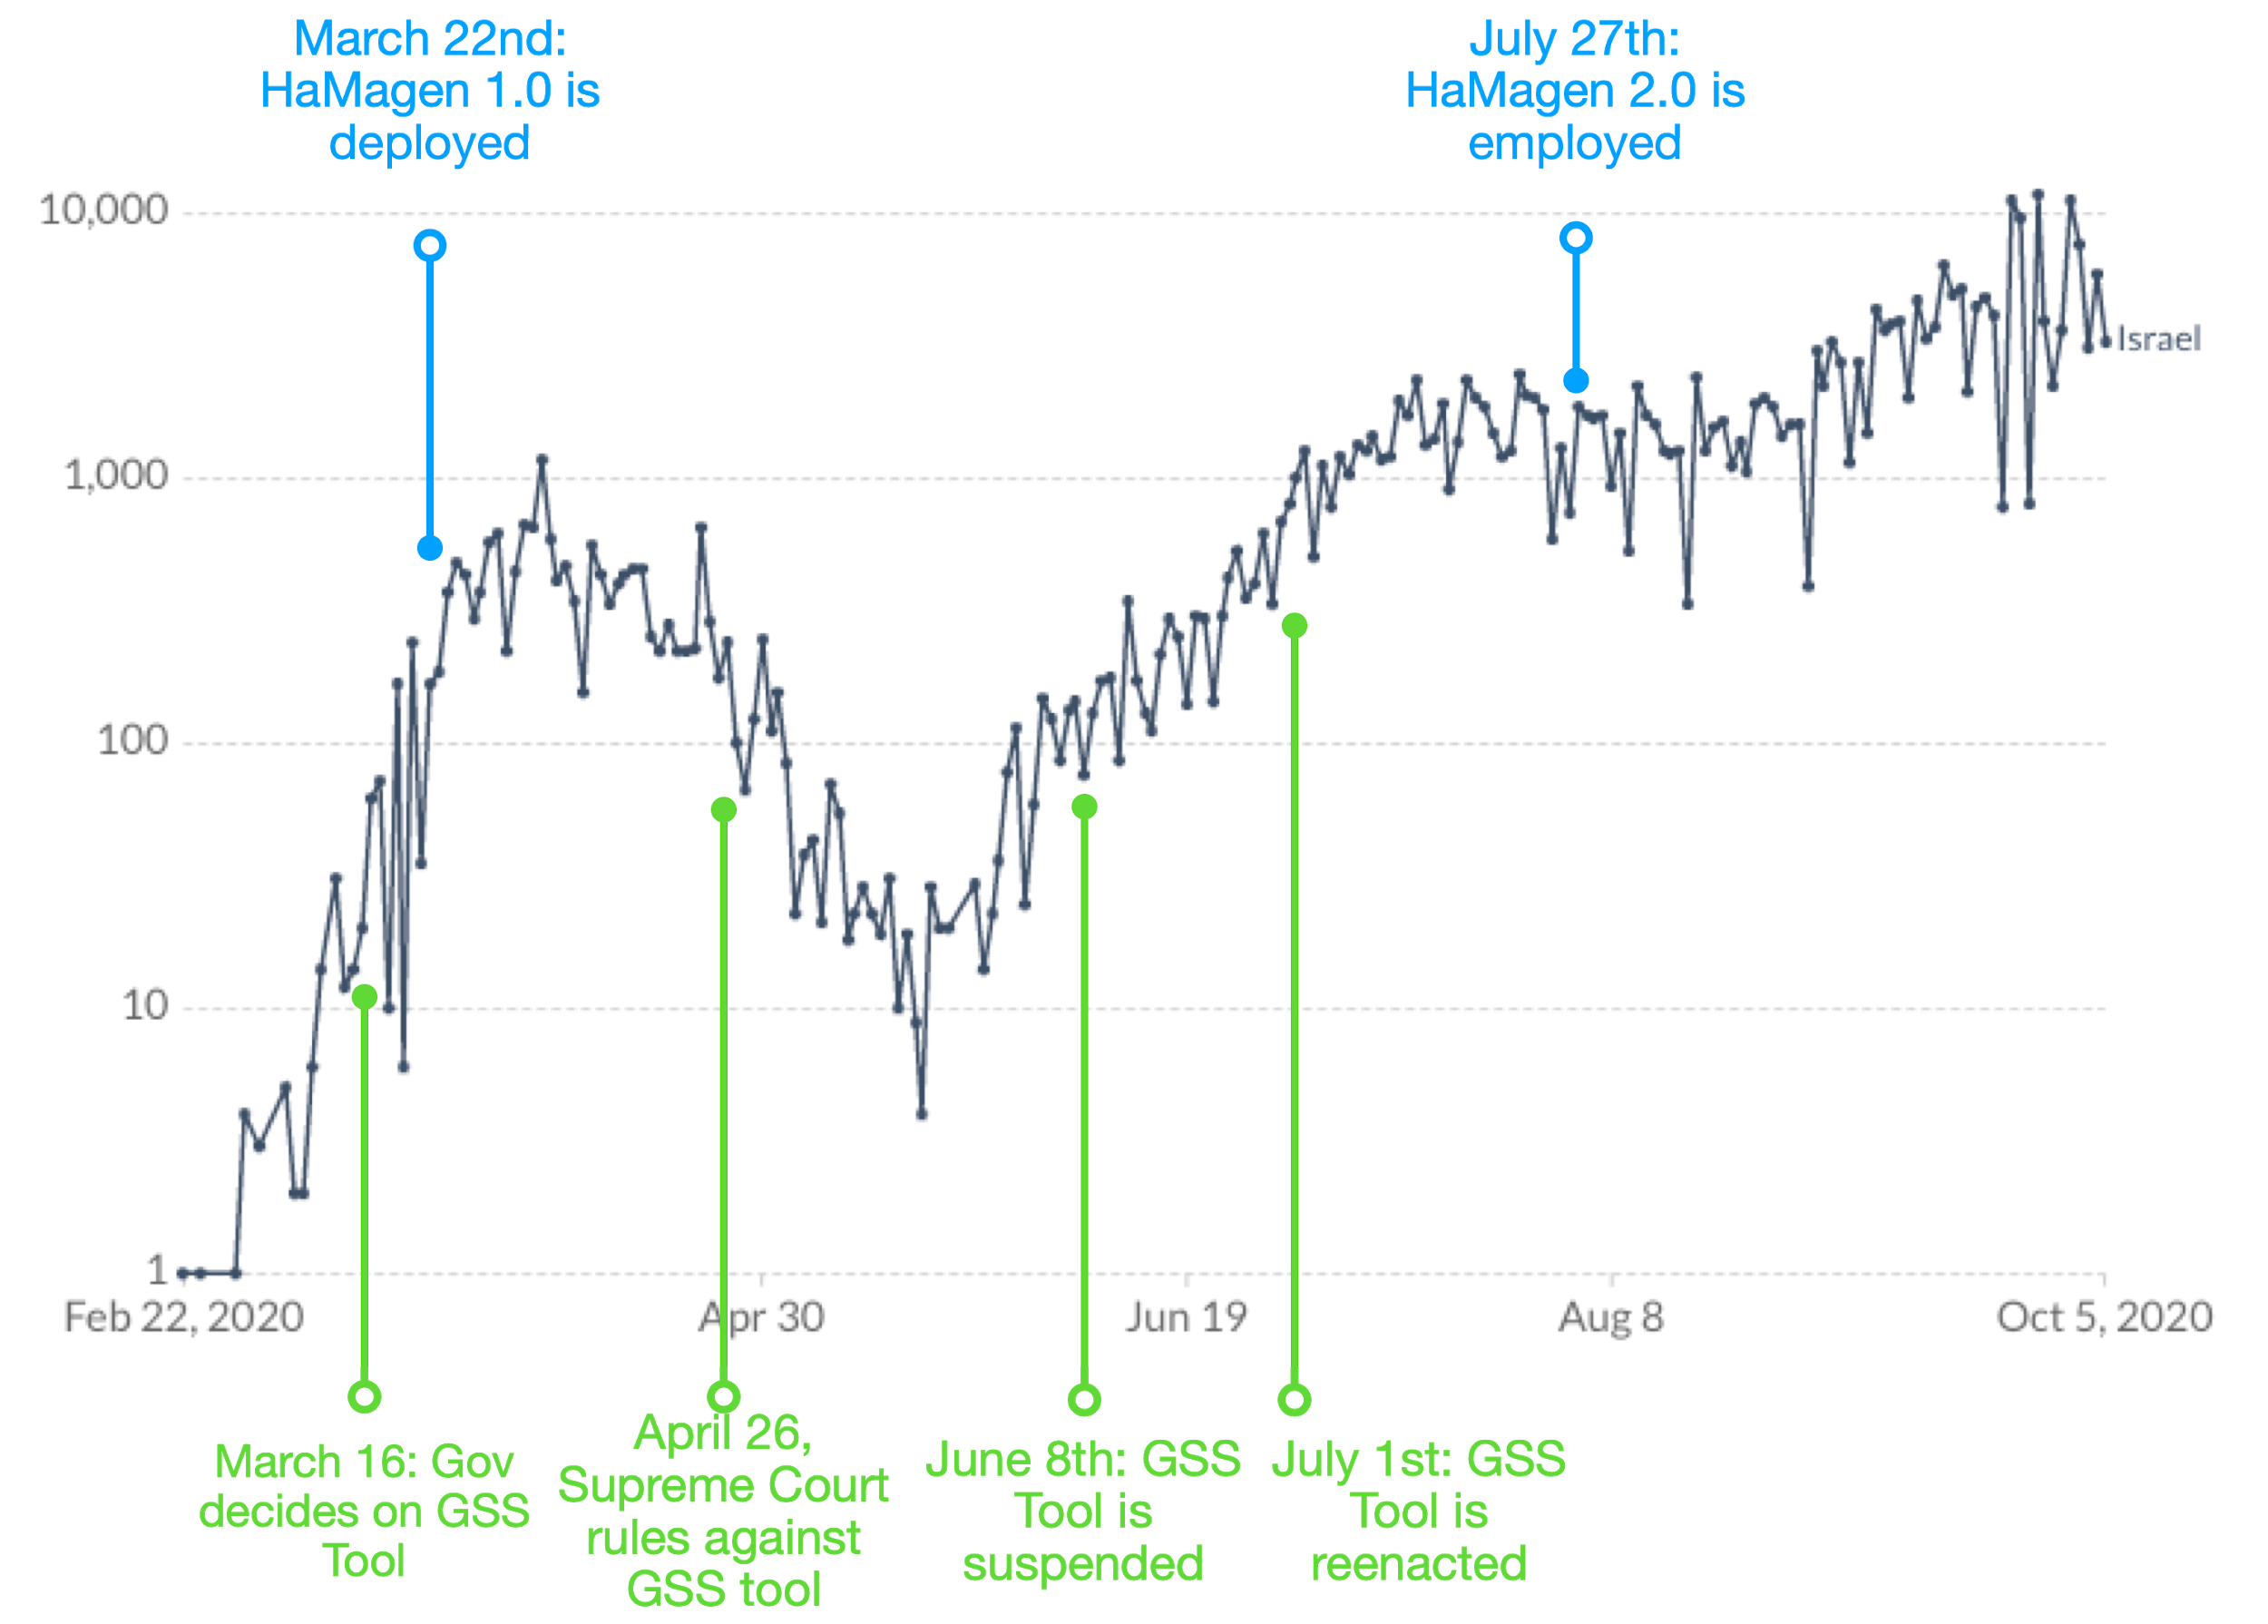 March 22nd:
HaMagen 1.0 is
deployed
July 27th:
HaMagen 2.0 is
employed
10,000
1,000
100
10
1
Israel
Feb 22, 2020
Apr 30
Jun 19
Aug 8
Oct 5, 2020
March 16: Gov
decides on GSS
Tool
April 26,
Supreme Court
rules against
GSS tool
June 8th: GSS
Tool is
suspended
July 1st: GSS
Tool is
reenacted